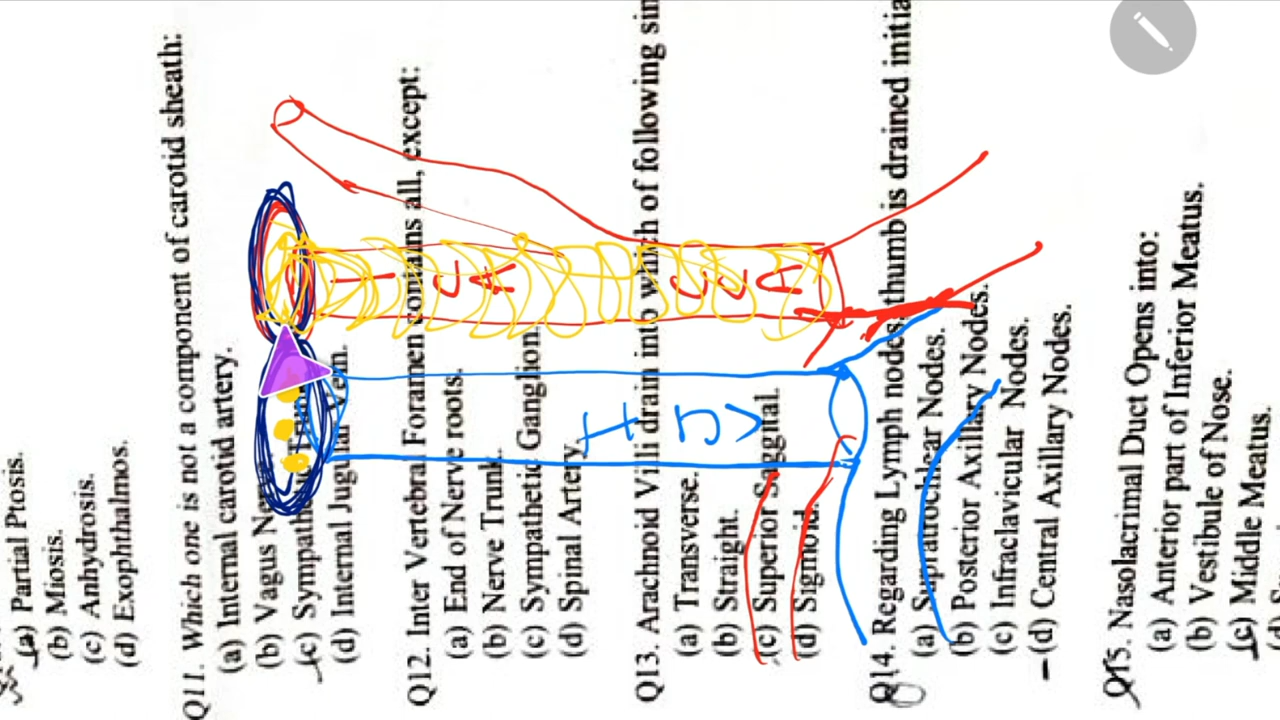 (a) Partial Ptosis.
(b) Miosis.
(c) Anhydrosis.
(d) Exophthalmos.
Q11. Which one is not a component of carotid sheath:
(a) Internal carotid artery.
(b) Vagus
(c)
(d) Internal Jugular Vein.
Q12. Inter Vertebral Foramen contains all, except:
(a) End of Nerve roots.
(b) Nerve Trunk.
(c) Sympathetic Ganglion.
(d) Spinal Artery.
Q13. Arachnoid Villi drain into which of following
(a) Transverse.
(b) Straight.
(c) Superior Saggital.
(d) Sigmoid.
Q14. Regarding Lymph nodes, thumb is drained
(a) Supratrochlear Nodes.
(b) Posterior Axillary Nodes.
(c) Infraclavicular Nodes.
(d) Central Axillary Nodes.
Q15. Nasolacrimal Duct Opens into:
(a) Anterior part of Inferior Meatus.
(b) Vestibule of Nose.
(c) Middle Meatus.
I C A
C C A
I J V